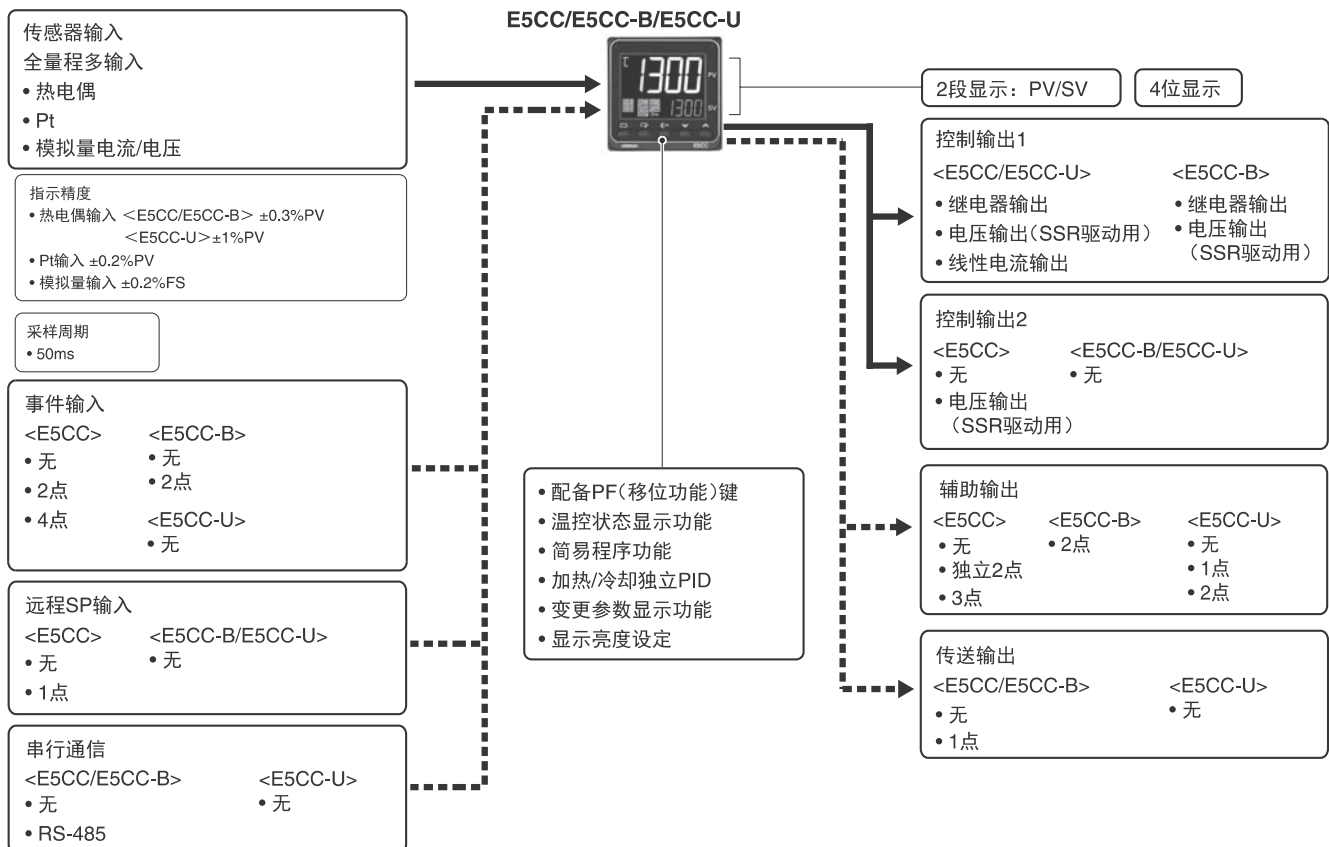 E5CC/E5CC-B/E5CC-U
传感器输入
全量程多输入
• 热电偶
• Pt
• 模拟量电流/电压
指示精度
• 热电偶输入 <E5CC/E5CC-B> ±0.3%PV
<E5CC-U>±1%PV
• Pt输入 ±0.2%PV
• 模拟量输入 ±0.2%FS
采样周期
• 50ms
事件输入
<E5CC> <E5CC-B>
• 无 • 无
• 2点 • 2点
• 4点 <E5CC-U>
• 无
远程SP输入
<E5CC> <E5CC-B/E5CC-U>
• 无 • 无
• 1点
串行通信
<E5CC/E5CC-B> <E5CC-U>
• 无 • 无
• RS-485
1300
PV
1300
SV
OMRON E5CC
• 配备PF(移位功能)键
• 温控状态显示功能
• 简易程序功能
• 加热/冷却独立PID
• 变更参数显示功能
• 显示亮度设定
2段显示：PV/SV 4位显示
控制输出1
<E5CC/E5CC-U> <E5CC-B>
• 继电器输出 • 继电器输出
• 电压输出(SSR驱动用) • 电压输出
• 线性电流输出 (SSR驱动用)
控制输出2
<E5CC> <E5CC-B/E5CC-U>
• 无 • 无
• 电压输出
(SSR驱动用)
辅助输出
<E5CC> <E5CC-B> <E5CC-U>
• 无 • 2点 • 无
• 独立2点 • 1点
• 3点 • 2点
传送输出
<E5CC/E5CC-B> <E5CC-U>
• 无 • 无
• 1点